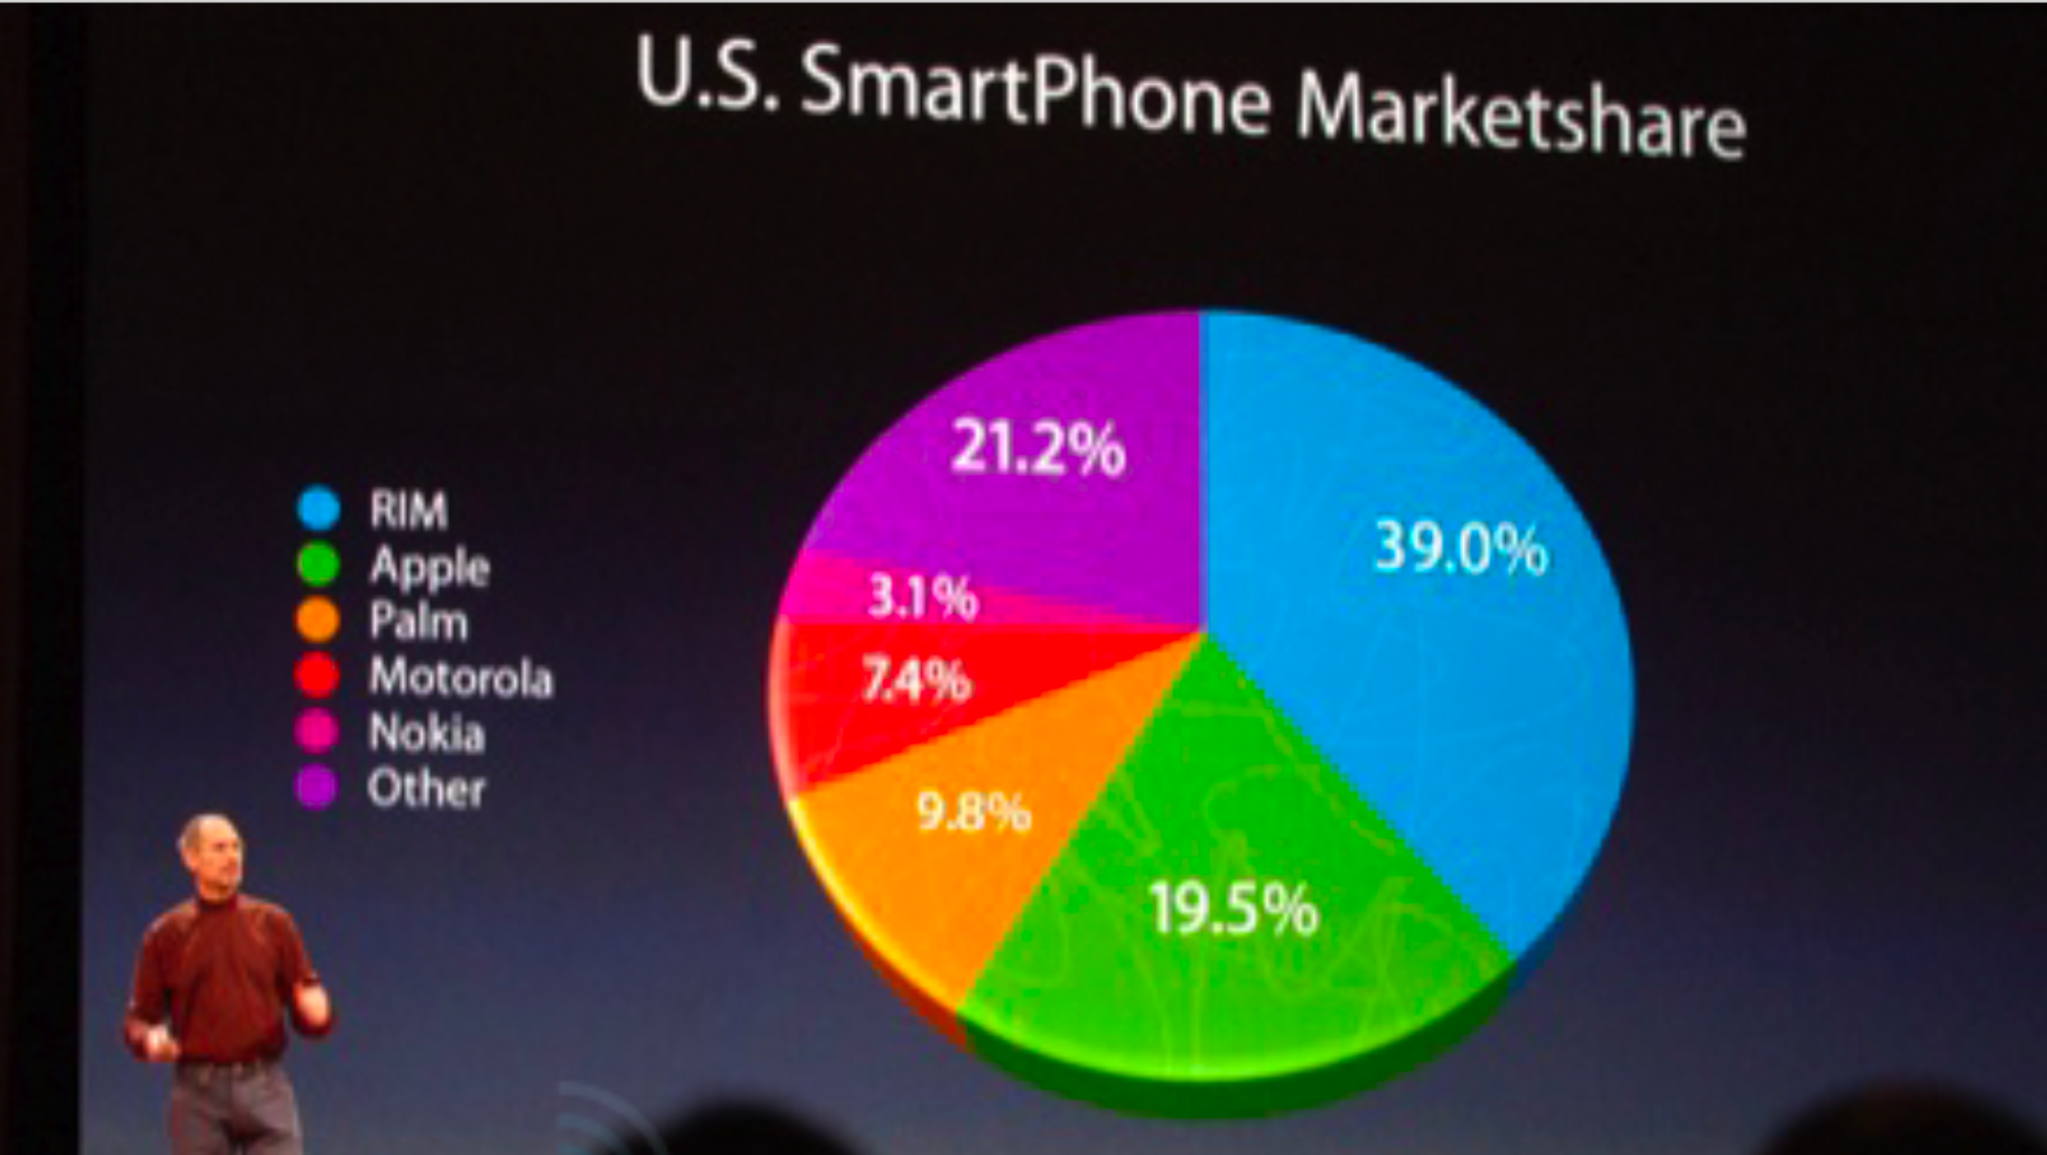 U.S. SmartPhone Marketshare
RIM
Apple
Palm
Motorola
Nokia
Other
21.2%
39.0%
3.1%
7.4%
9.8%
19.5%